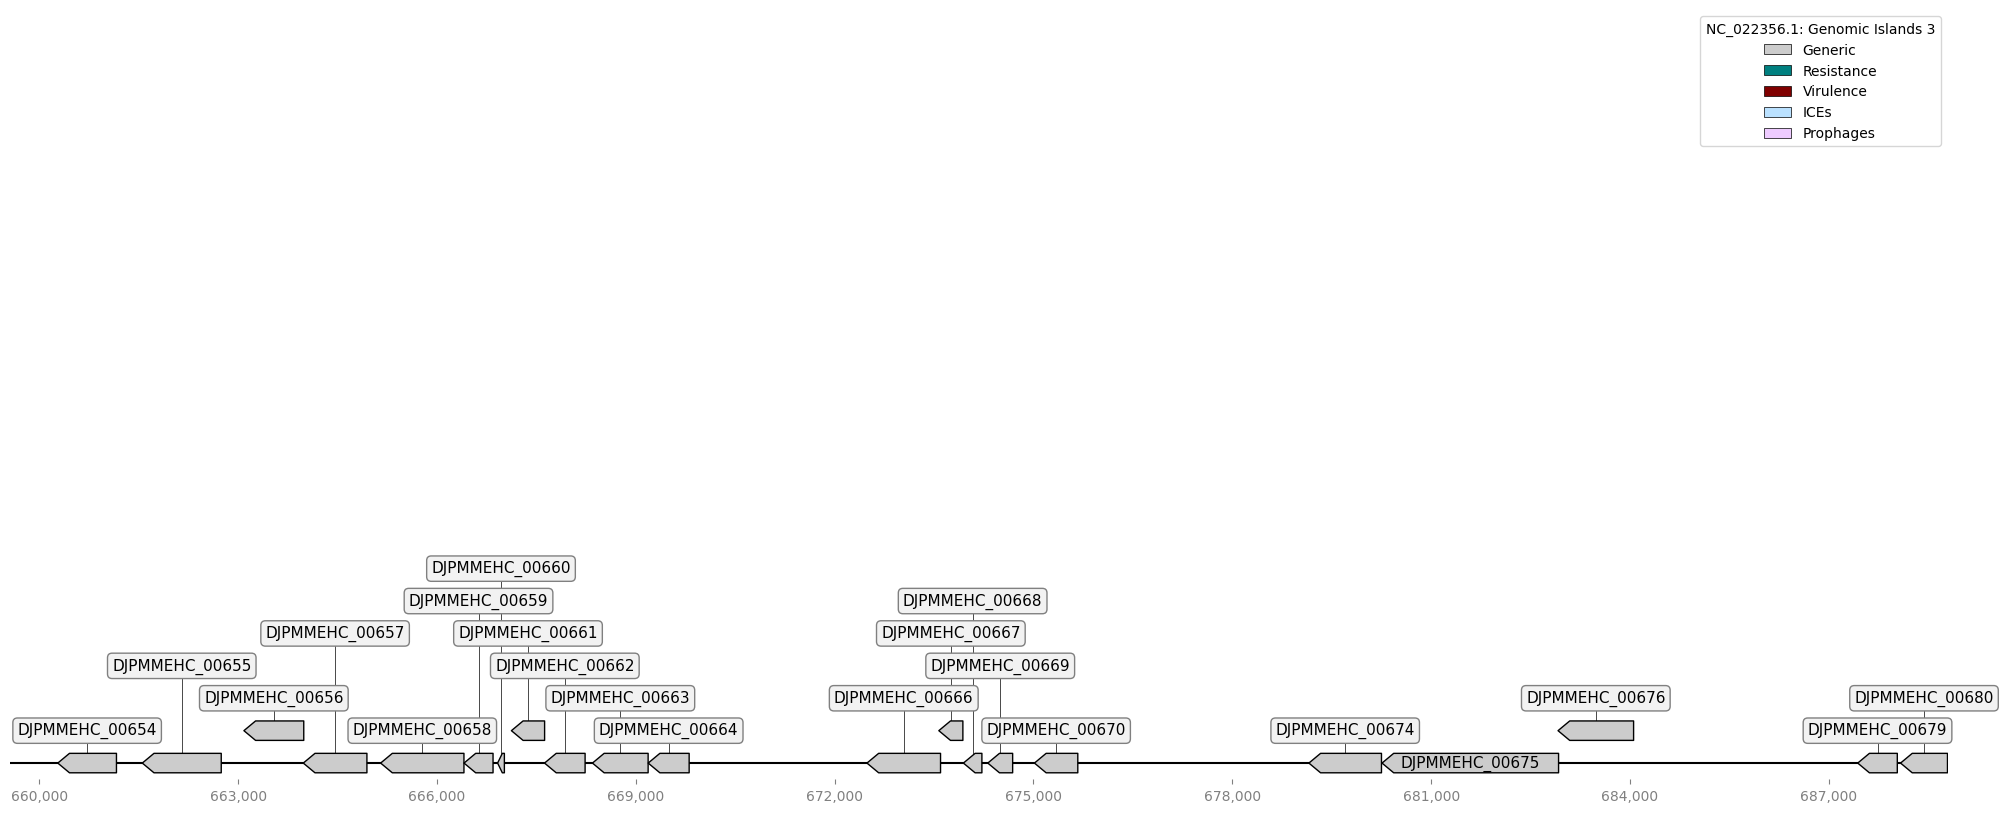 NC_022356.1: Genomic Islands 3
Generic
Resistance
Virulence
ICEs
Prophages
DJPMMEHC_00660
DJPMMEHC_00659
DJPMMEHC_00668
DJPMMEHC_00657
DJPMMEHC_00661
DJPMMEHC_00667
DJPMMEHC_00655
DJPMMEHC_00662
DJPMMEHC_00669
DJPMMEHC_00656
DJPMMEHC_00663
DJPMMEHC_00666
DJPMMEHC_00676
DJPMMEHC_00680
DJPMMEHC_00654
DJPMMEHC_00658
DJPMMEHC_00664
DJPMMEHC_00670
DJPMMEHC_00674
DJPMMEHC_00679
DJPMMEHC_00675
660,000
663,000
666,000
669,000
672,000
675,000
678,000
681,000
684,000
687,000